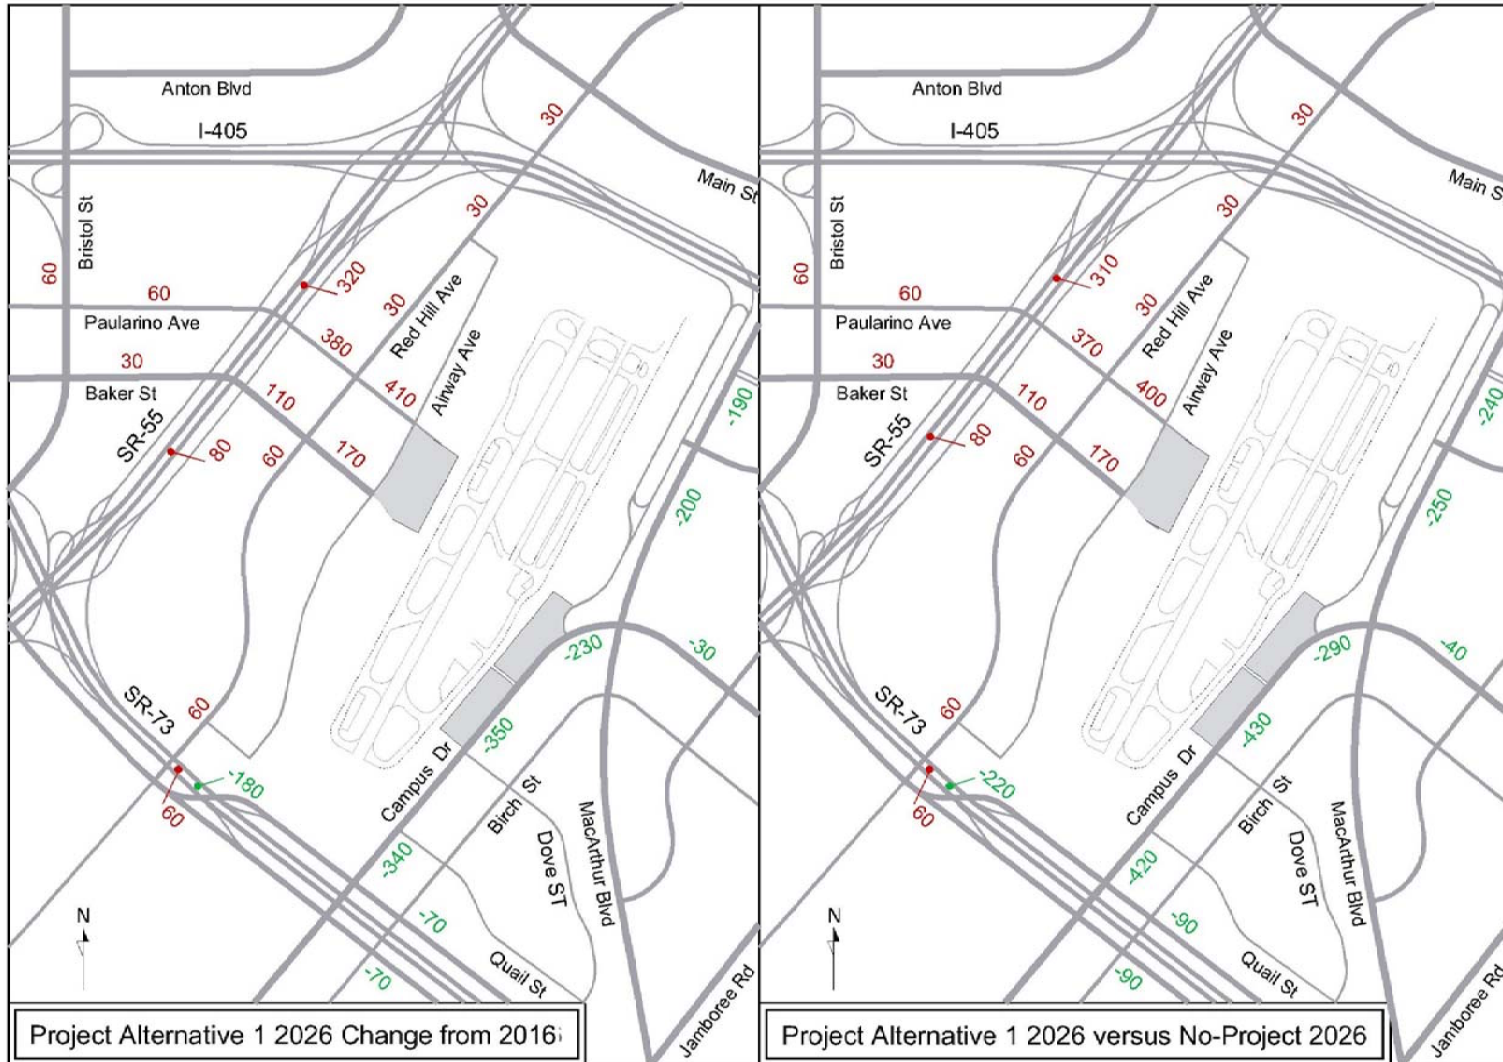 Anton Blvd
I-405
30
Main St
Bristol St
30
60
320
60
30
Red Hill Ave
Paularino Ave
380
Airway Ave
30
410
-190
Baker St
110
SR-55
80
60
170
-200
-230
-30
SR-73
60
-350
-180
60
Campus Dr
Birch St
-340
Dove ST
MacArthur Blvd
N
-70
-70
Quail St
Jamboree Rd
Project Alternative 1 2026 Change from 2016
Anton Blvd
I-405
30
Main St
Bristol St
30
60
310
60
30
Red Hill Ave
Paularino Ave
370
Airway Ave
30
400
-240
Baker St
110
SR-55
80
60
170
-250
-290
-40
SR-73
60
-430
-220
60
Campus Dr
Birch St
-420
Dove ST
MacArthur Blvd
N
-90
-90
Quail St
Jamboree Rd
Project Alternative 1 2026 versus No-Project 2026